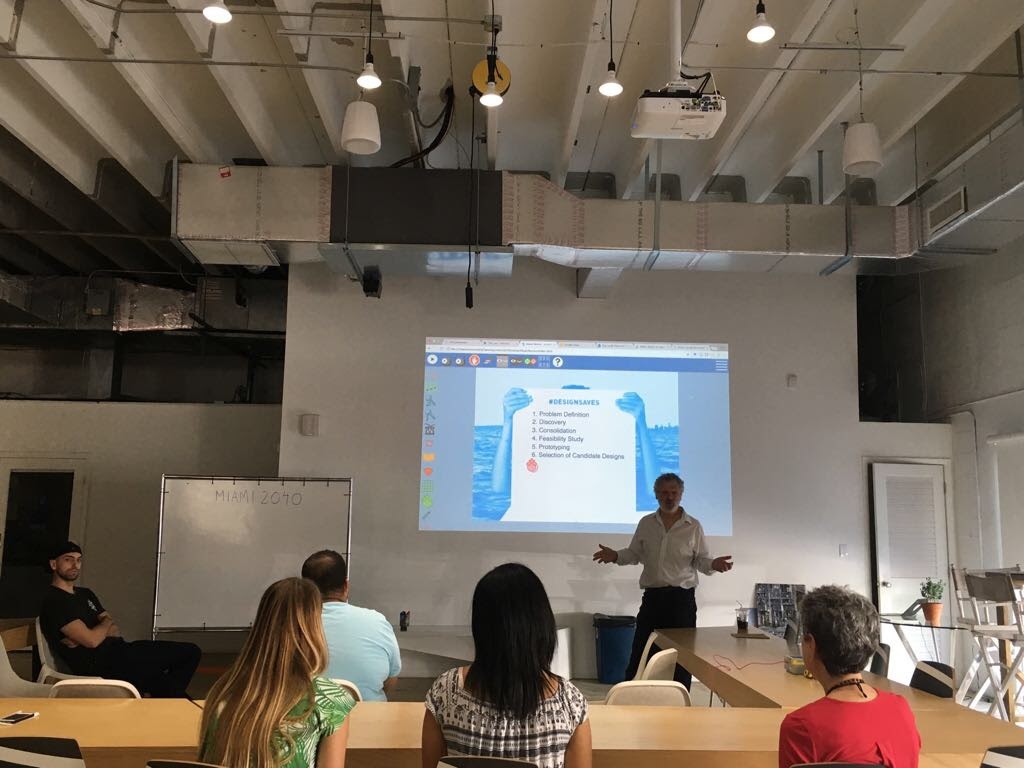 #DESIGNSAVES
1. Problem Definition
2. Discovery
3. Consolidation
4. Feasibility Study
5. Prototyping
6. Selection of Candidate Designs
MIAMI 2040